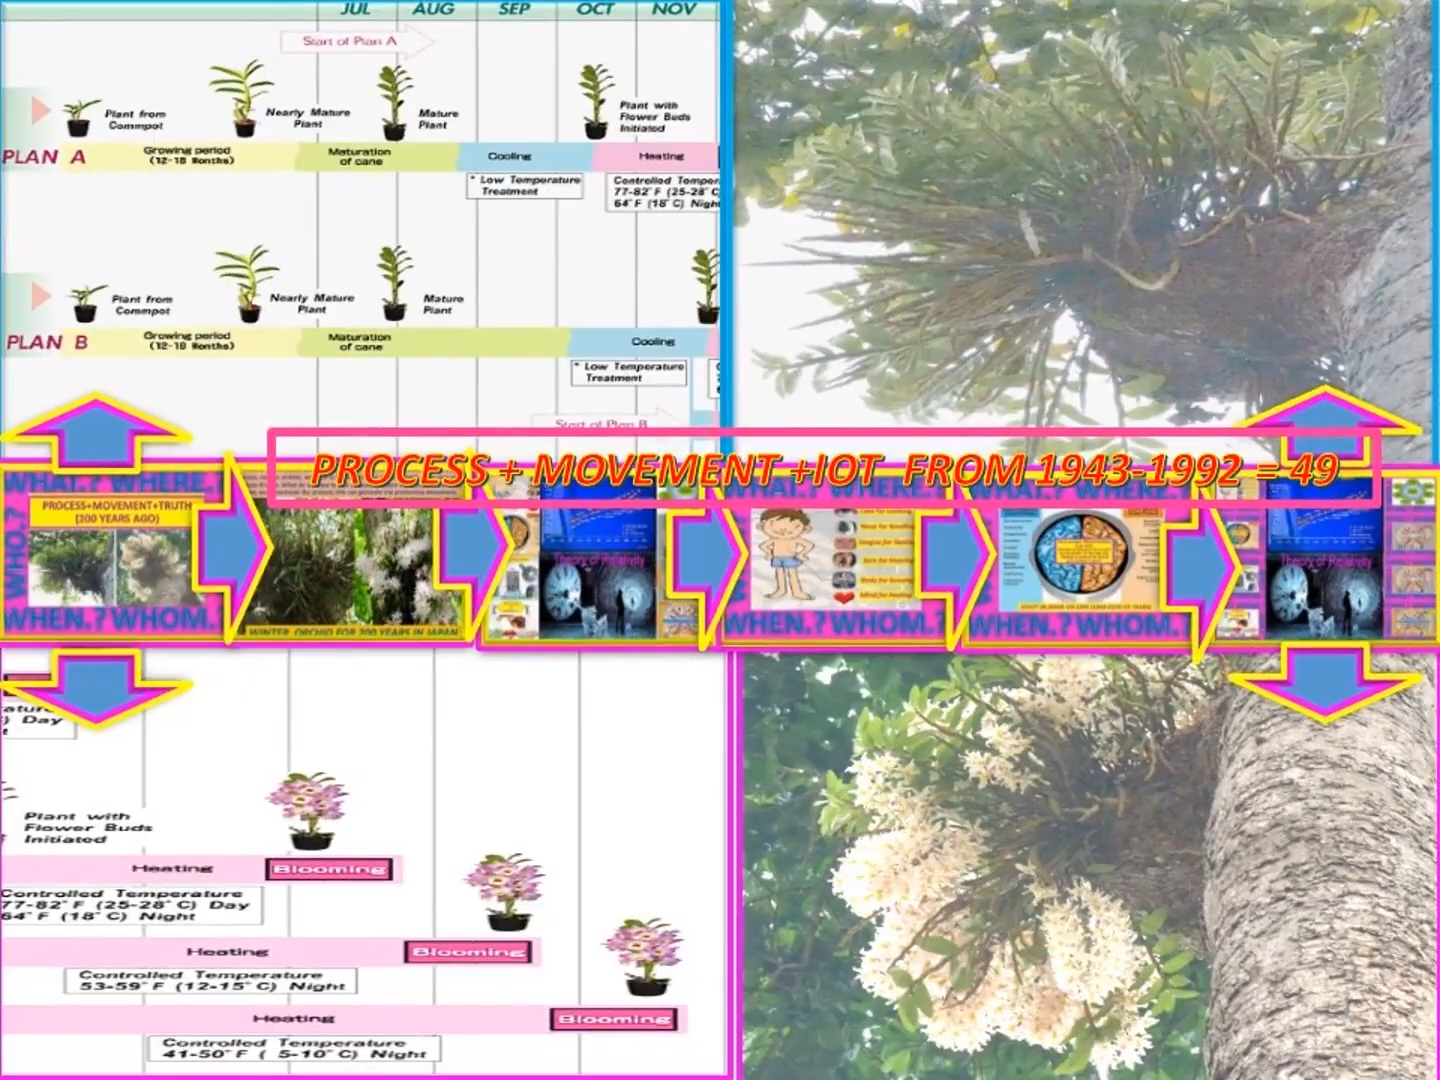 JUL AUG SEP OCT NOV
Start of Plan A
Plant from
Commpot
Nearly Mature
Plant
Mature
Plant
Plant with
Flower Buds
Initiated
PLAN A
Growing period
(12-18 Months)
Maturation
of cane
Cooling
Heating
* Low Temperature
Treatment
Controlled Temper
77-82°F (25-28°C
64°F (18°C) Nigh
Plant from
Commpot
Nearly Mature
Plant
Mature
Plant
PLAN B
Growing period
(12-18 Months)
Maturation
of cane
Cooling
* Low Temperature
Treatment
Start of Plan B
PROCESS + MOVEMENT +IOT FROM 1943-1992 = 49
WHAT.? WHERE.?
WHO.?
PROCESS+MOVEMENT+TRUTH
(200 YEARS AGO)
WHEN.? WHOM.?
WINTER ORCHID FOR 200 YEARS IN JAPAN
Theory of Relativity
WHERE.?
WHEN.? WHOM.?
WHAT.? WHERE.?
WHEN.? WHOM.?
Theory of Relativity
) Day
Plant with
Flower Buds
Initiated
Heating
Blooming
Controlled Temperature
77-82°F (25-28°C) Day
64°F (18°C) Night
Heating
Blooming
Controlled Temperature
53-59°F (12-15°C) Night
Heating
Blooming
Controlled Temperature
41-50°F ( 5-10°C) Night